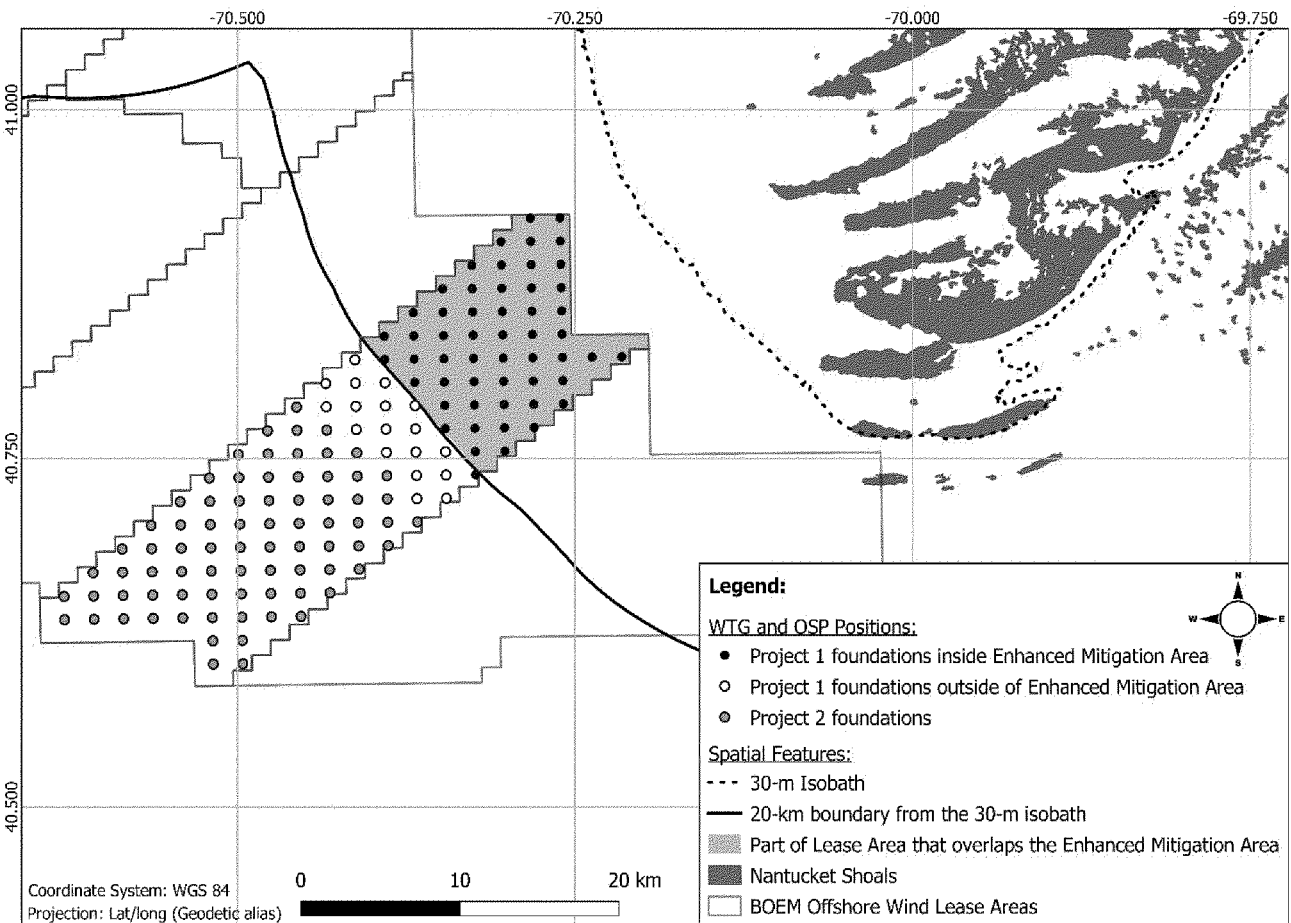 -70.500 -70.250 -70.000 -69.750
41.000
40.750
40.500
Legend:
N
W E
S
WTG and OSP Positions:
Project 1 foundations inside Enhanced Mitigation Area
Project 1 foundations outside of Enhanced Mitigation Area
Project 2 foundations
Spatial Features:
30-m Isobath
20-km boundary from the 30-m isobath
Part of Lease Area that overlaps the Enhanced Mitigation Area
Nantucket Shoals
BOEM Offshore Wind Lease Areas
Coordinate System: WGS 84
Projection: Lat/long (Geodetic alias)
0 10 20 km